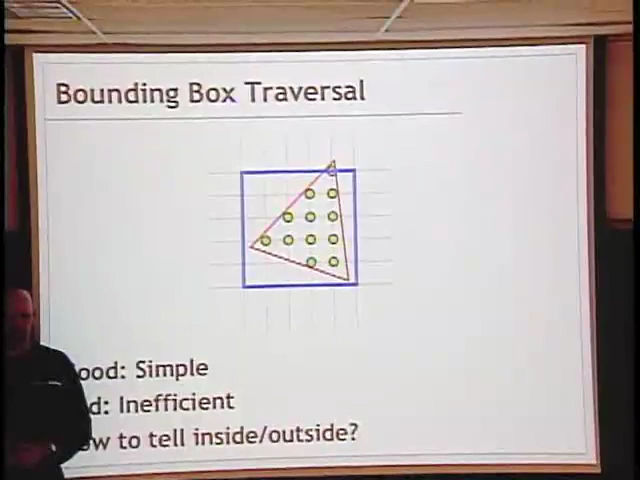 Bounding Box Traversal
ood: Simple
d: Inefficient
w to tell inside/outside?